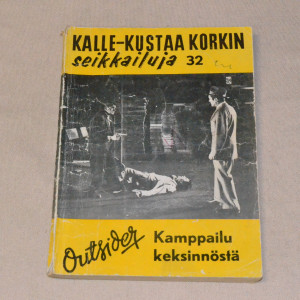 KALLE-KUSTAA KORKIN
seikkailuja 32
Outsider
Kamppailu
keksinnöstä